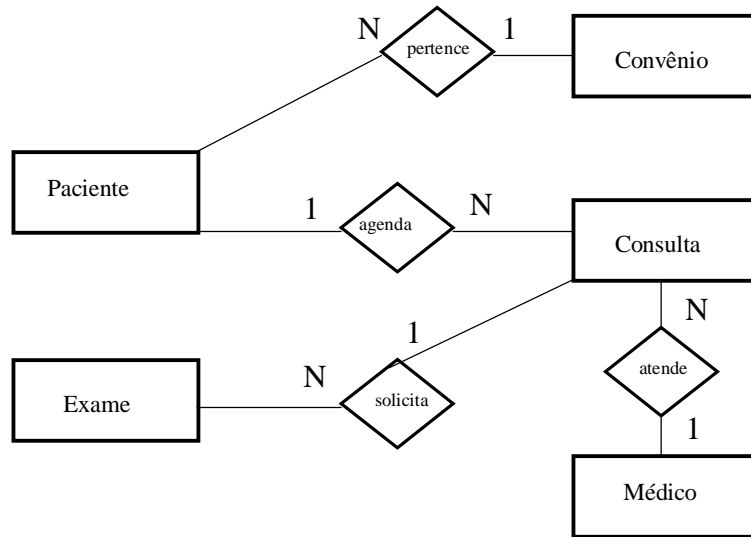 N
1
pertence
Convênio
Paciente
1
agenda
N
Consulta
1
N
Exame
N
solicita
atende
1
Médico